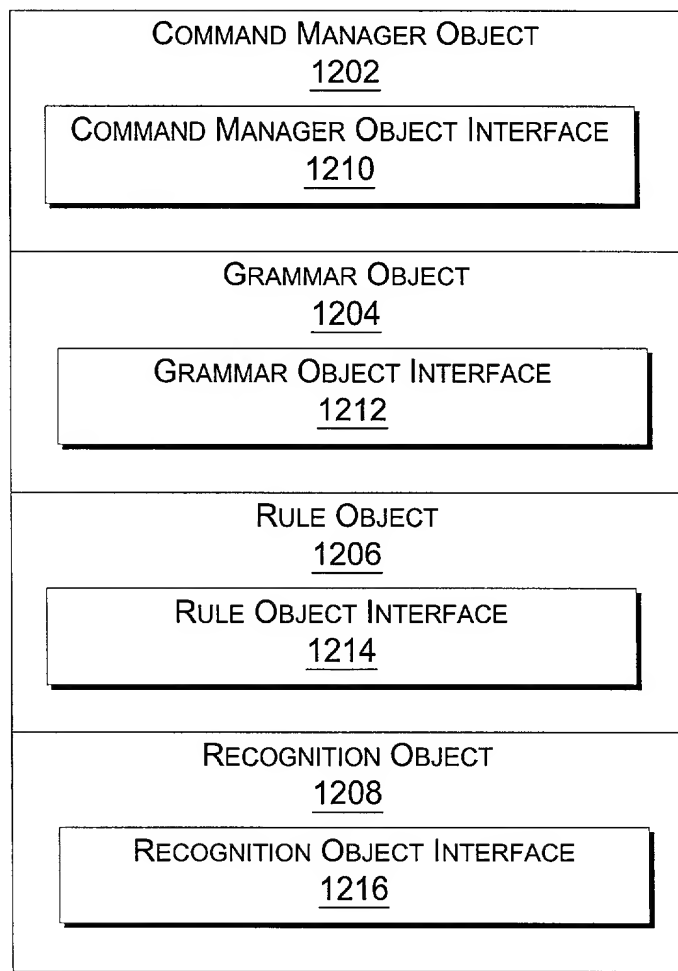 COMMAND MANAGER OBJECT
1202
COMMAND MANAGER OBJECT INTERFACE
1210
GRAMMAR OBJECT
1204
GRAMMAR OBJECT INTERFACE
1212
RULE OBJECT
1206
RULE OBJECT INTERFACE
1214
RECOGNITION OBJECT
1208
RECOGNITION OBJECT INTERFACE
1216